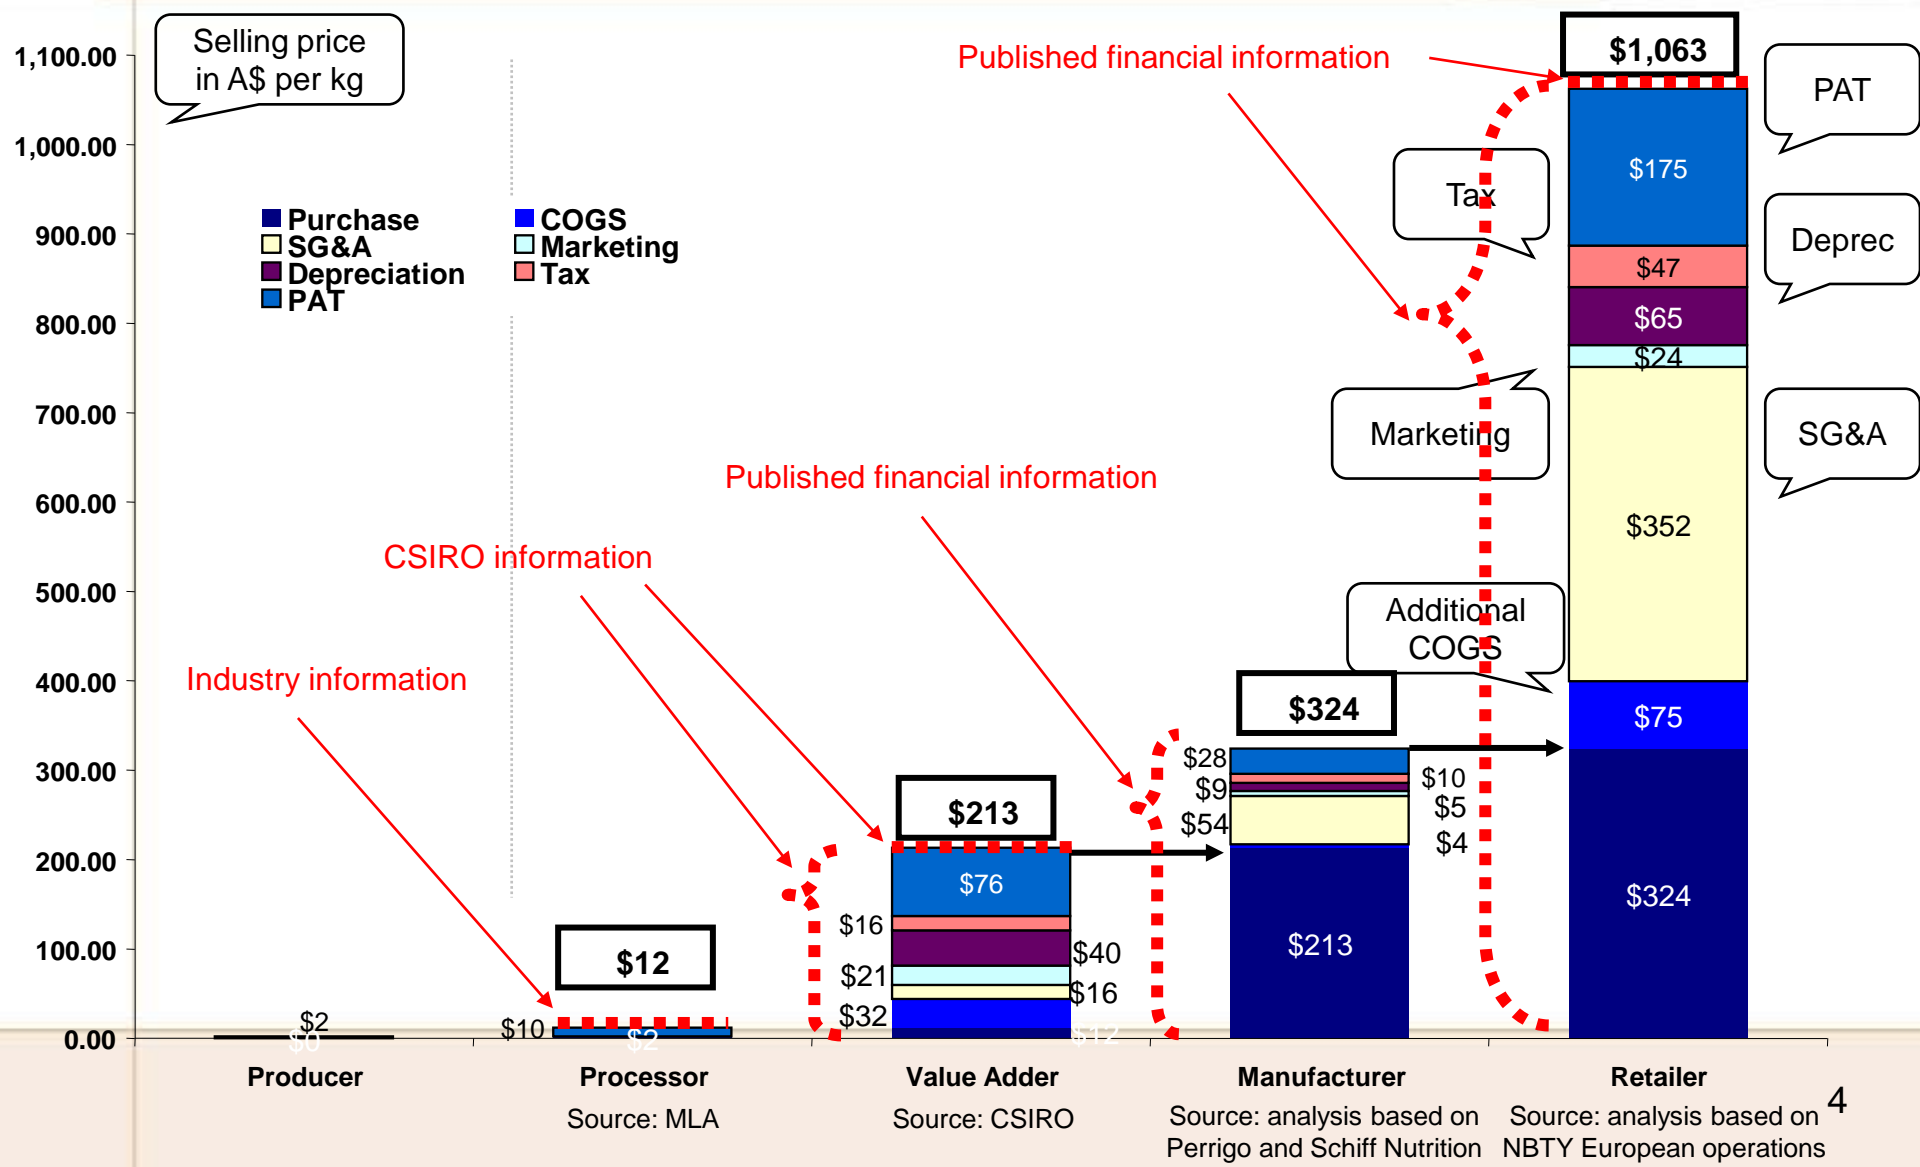 Selling price
in A$ per kg
Published financial information
$1,063
PAT
1,100.00
1,000.00
900.00
800.00
700.00
600.00
500.00
400.00
300.00
200.00
100.00
0.00
Purchase
COGS
SG&A
Marketing
Depreciation
Tax
PAT
Tax
Deprec
Marketing
SG&A
Additional
COGS
Published financial information
CSIRO information
Industry information
$2
$0
$12
$10
$2
$213
$76
$16
$40
$21
$16
$32
$12
$324
$28
$10
$9
$5
$54
$4
$213
$175
$47
$65
$24
$352
$75
$324
Producer
Processor
Value Adder
Manufacturer
Retailer
Source: MLA
Source: CSIRO
Source: analysis based on
Perrigo and Schiff Nutrition
Source: analysis based on
NBTY European operations
4